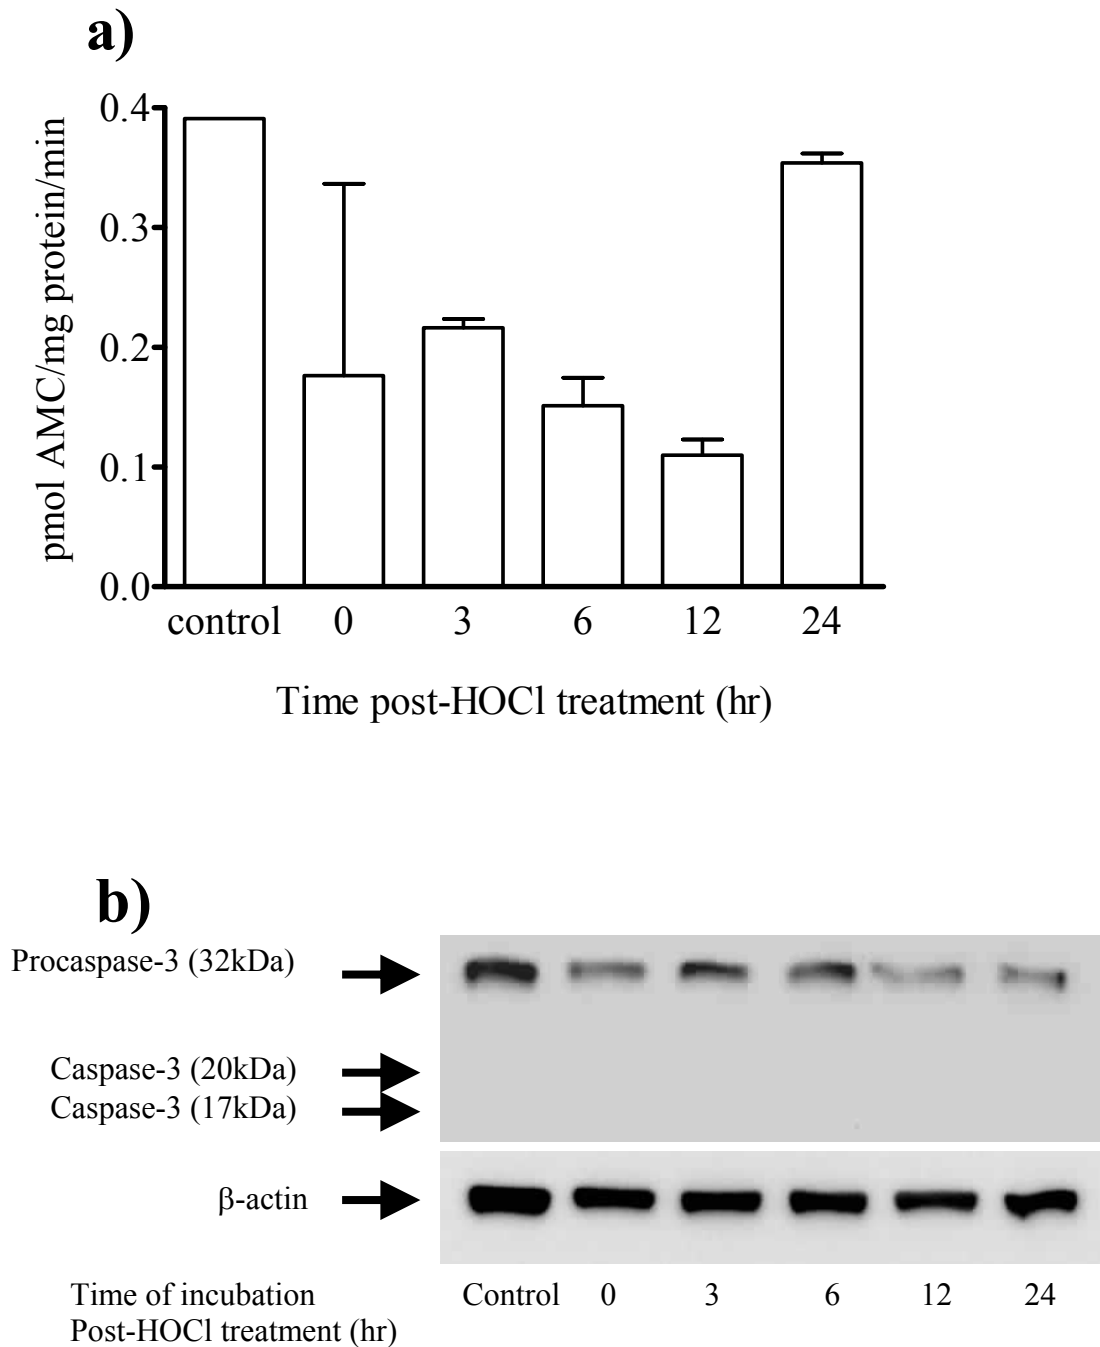 a)
pmol AMC/mg protein/min
0.4
0.3
0.2
0.1
0.0
control 0 3 6 12 24
Time post-HOCl treatment (hr)
b)
Procaspase-3 (32kDa)
Caspase-3 (20kDa)
Caspase-3 (17kDa)
β-actin
Time of incubation Control 0 3 6 12 24
Post-HOCl treatment (hr)